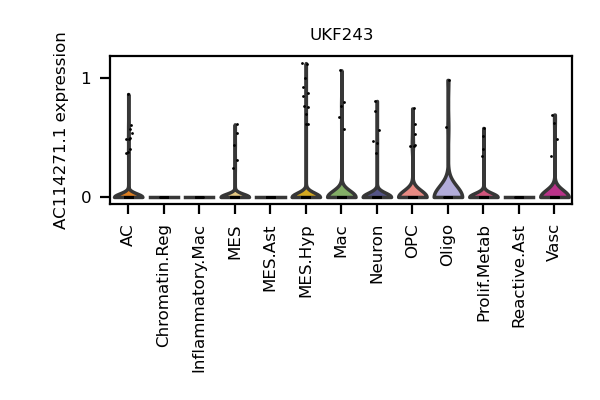 UKF243
AC114271.1 expression
1
0
AC
Chromatin.Reg
Inflammatory.Mac
MES
MES.Ast
MES.Hyp
Mac
Neuron
OPC
Oligo
Prolif.Metab
Reactive.Ast
Vasc